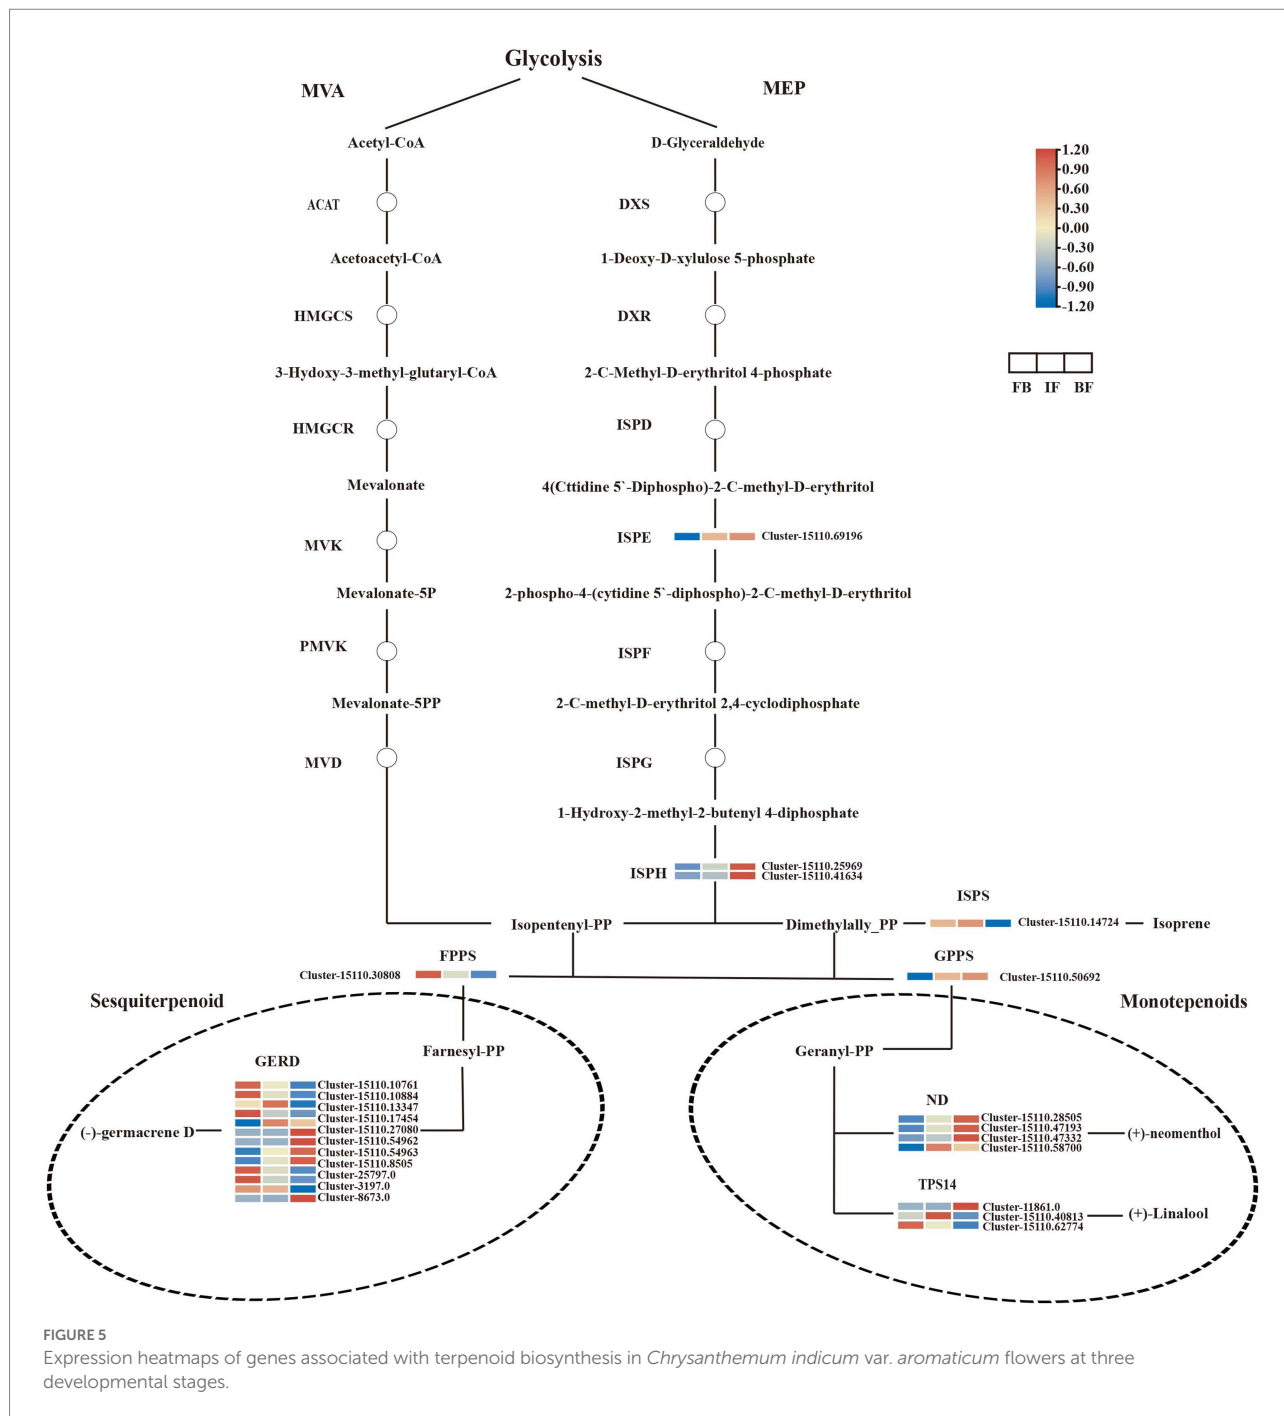 Glycolysis
MVA
MEP
Acetyl-CoA
D-Glyceraldehyde
ACAT
DXS
Acetoacetyl-CoA
1-Deoxy-D-xylulose 5-phosphate
HMGCS
DXR
3-Hydoxy-3-methyl-glutaryl-CoA
2-C-Methyl-D-erythritol 4-phosphate
HMGCR
ISPD
Mevalonate
4(Cttidine 5`-Diphospho)-2-C-methyl-D-erythritol
MVK
ISPE
Cluster-15110.69196
Mevalonate-5P
2-phospho-4-(cytidine 5`-diphospho)-2-C-methyl-D-erythritol
PMVK
ISPF
Mevalonate-5PP
2-C-methyl-D-erythritol 2,4-cyclodiphosphate
MVD
ISPG
1-Hydroxy-2-methyl-2-butenyl 4-diphosphate
ISPH
Cluster-15110.25969
Cluster-15110.41634
1.20
0.90
0.60
0.30
0.00
-0.30
-0.60
-0.90
-1.20
FB IF BF
Isopentenyl-PP
Dimethylally_PP
ISPS
Cluster-15110.14724
Isoprene
FPPS
Cluster-15110.30808
GPPS
Cluster-15110.50692
Sesquiterpenoid
Farnesyl-PP
GERD
Cluster-15110.10761
Cluster-15110.10884
Cluster-15110.13347
Cluster-15110.17454
Cluster-15110.27080
Cluster-15110.54962
Cluster-15110.54963
Cluster-15110.8505
Cluster-25797.0
Cluster-3197.0
Cluster-8673.0
(-)-germacrene D
Monotepenoids
Geranyl-PP
ND
Cluster-15110.28505
Cluster-15110.47193
Cluster-15110.47332
Cluster-15110.58700
(+)-neomenthol
TPS14
Cluster-11861.0
Cluster-15110.40813
Cluster-15110.62774
(+)-Linalool
FIGURE 5
Expression heatmaps of genes associated with terpenoid biosynthesis in Chrysanthemum indicum var. aromaticum flowers at three
developmental stages.